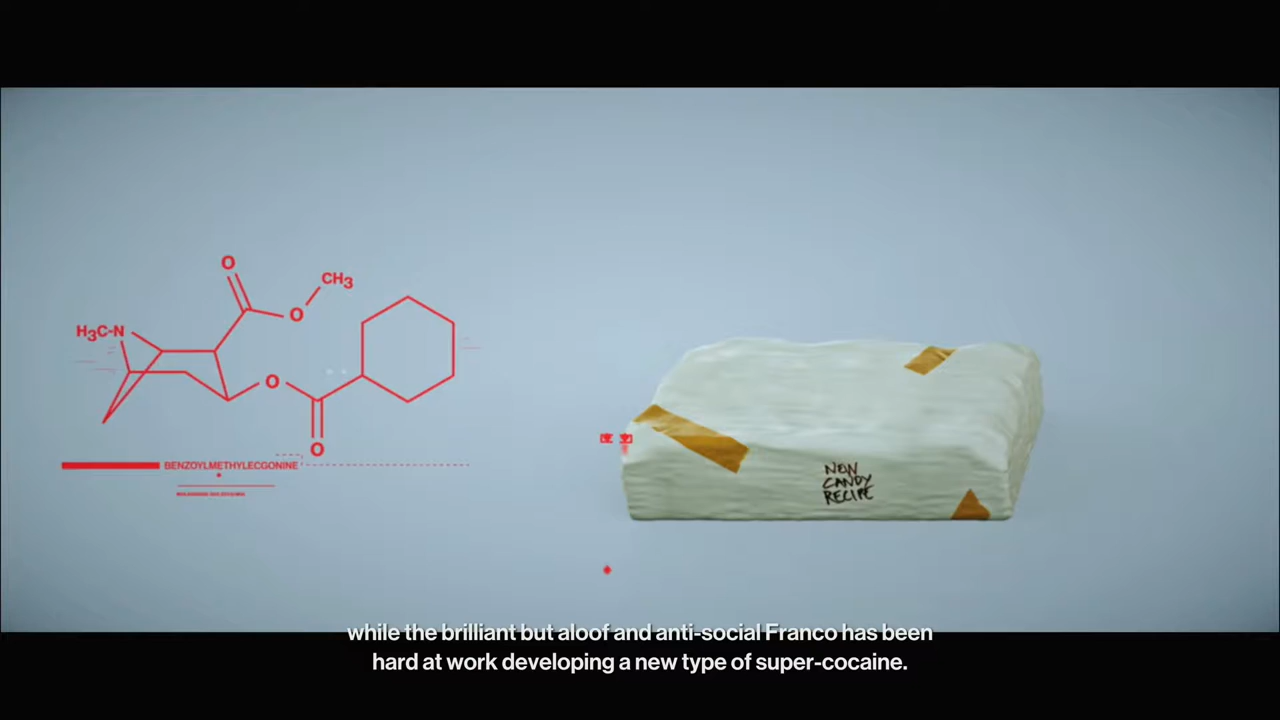 O
CH3
O
H3C-N
O
O
BENZOYLMETHYLECGONINE
NON
CANDY
RECIPE
while the brilliant but aloof and anti-social Franco has been
hard at work developing a new type of super-cocaine.